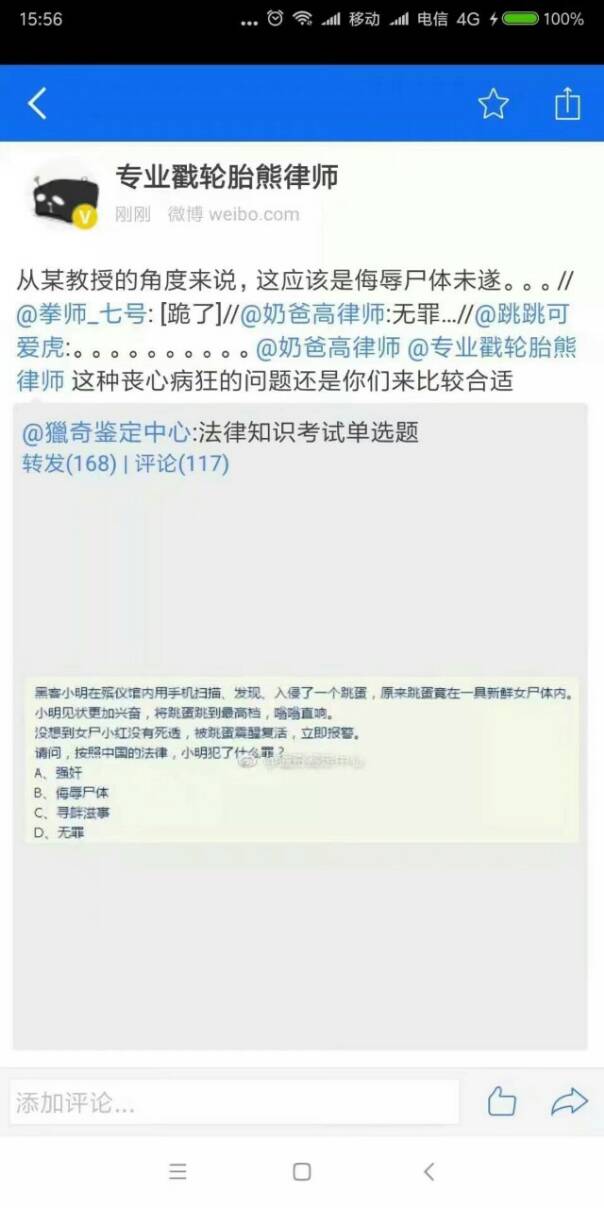 15:56
... 移动 电信 4G 100%
专业戳轮胎熊律师
刚刚 微博 weibo.com
从某教授的角度来说，这应该是侮辱尸体未遂。。。//
@拳师_七号: [跪了]//@奶爸高律师:无罪...//@跳跳可
爱虎:。。。。。。。。。。@奶爸高律师 @专业戳轮胎熊
律师 这种丧心病狂的问题还是你们来比较合适
@獵奇鉴定中心:法律知识考试单选题
转发(168) | 评论(117)
黑客小明在殡仪馆内用手机扫描、发现、入侵了一个跳蛋，原来跳蛋竟在一具新鲜女尸体内。
小明见状更加兴奋，将跳蛋跳到最高档，嗡嗡直响。
没想到女尸小红没有死透，被跳蛋震醒复活，立即报警。
请问，按照中国的法律，小明犯了什么罪？
A、强奸
B、侮辱尸体
C、寻衅滋事
D、无罪
添加评论...